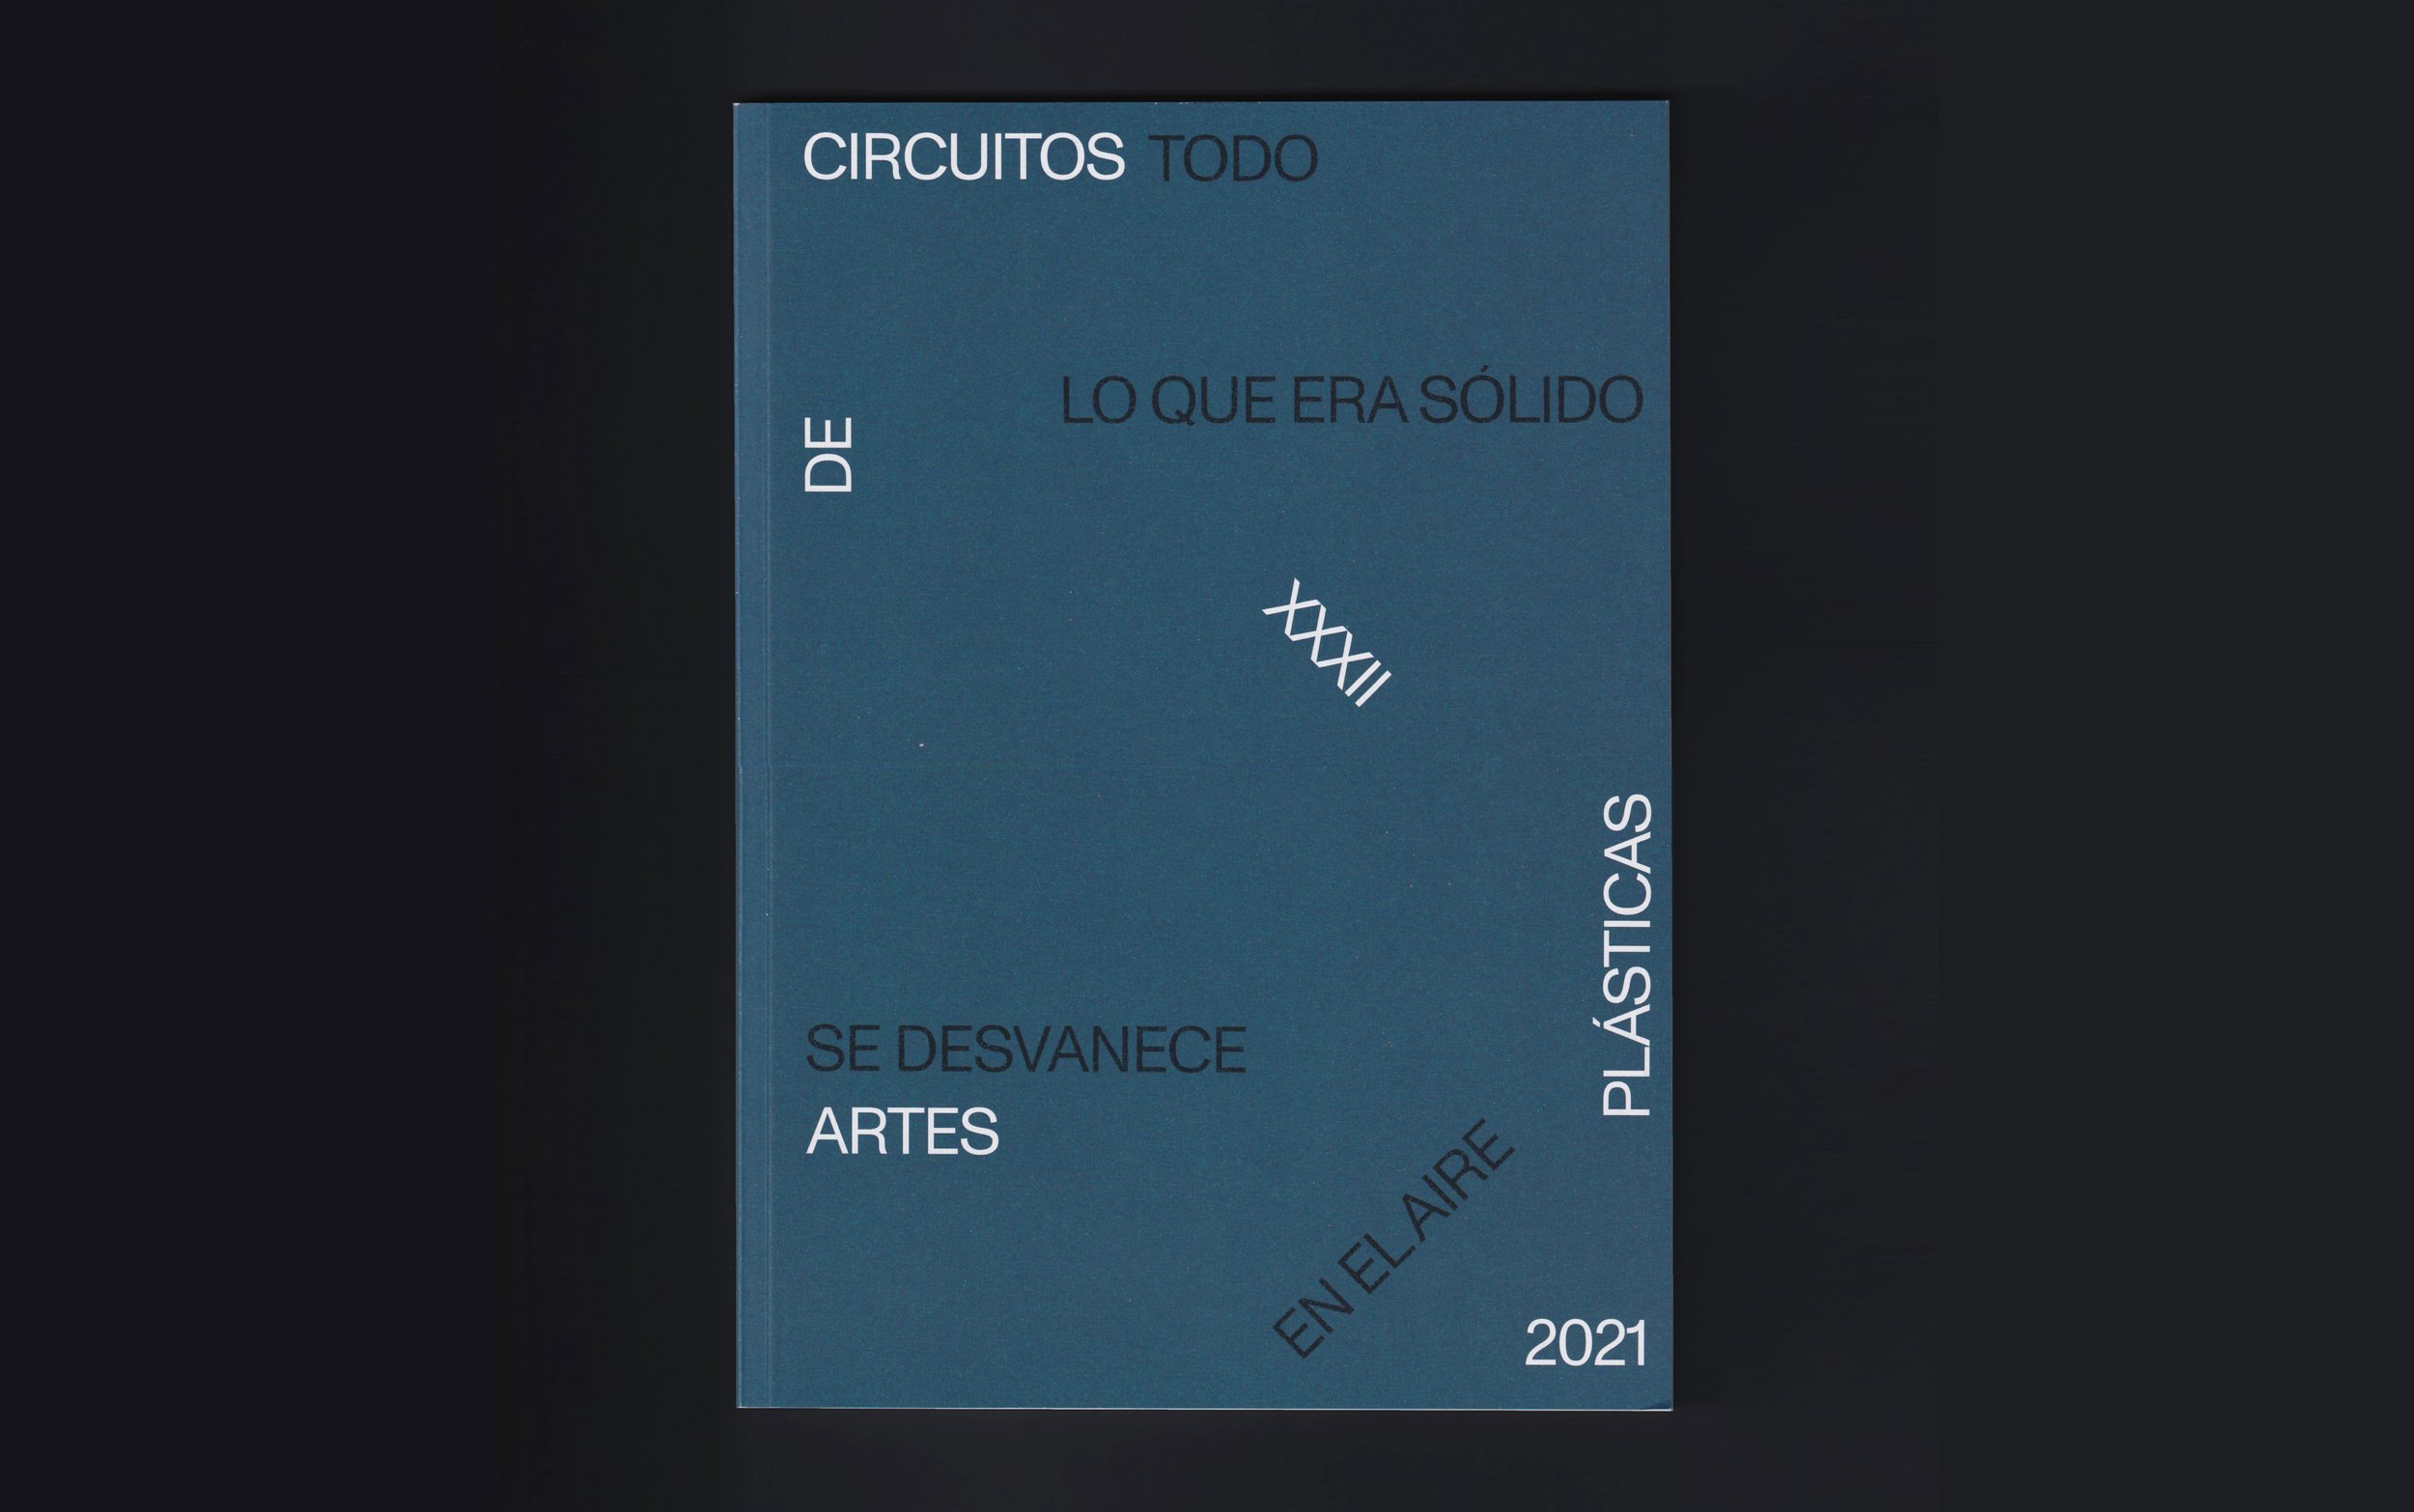 CIRCUITOS TODO
LO QUE ERA SÓLIDO
DE
XXXII
PLÁSTICAS
SE DESVANECE
ARTES
EN EL AIRE
2021